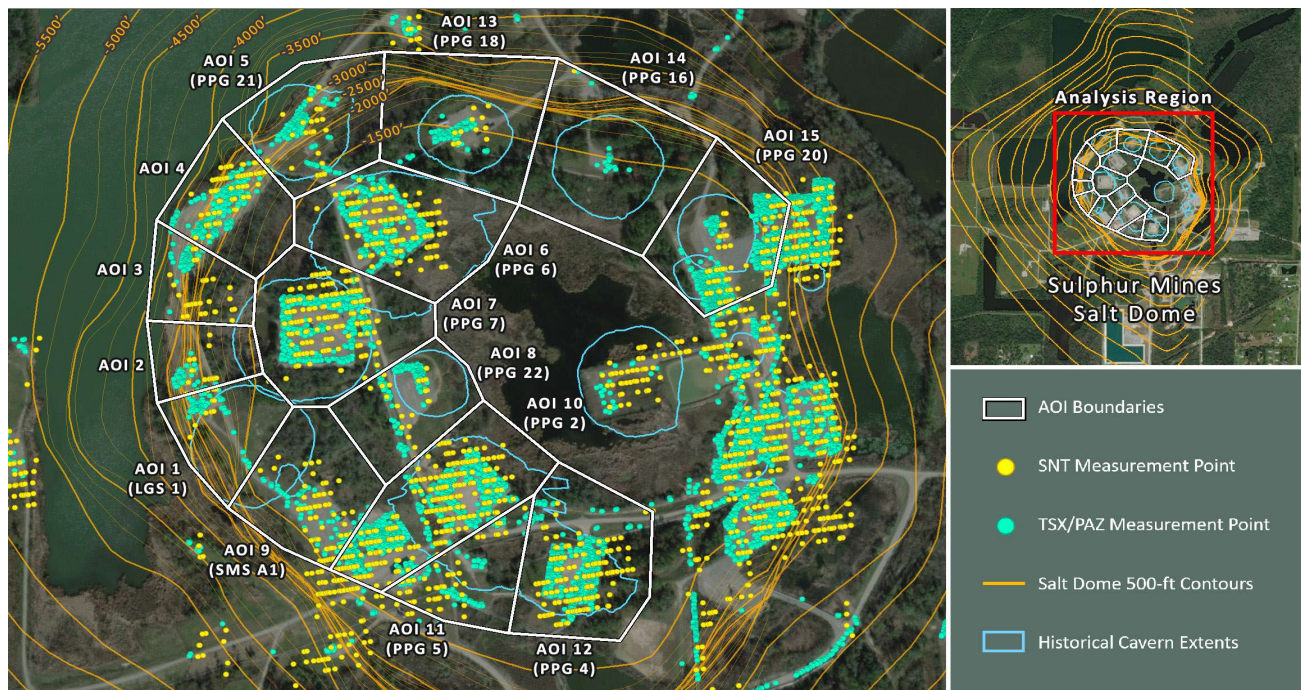 -5500'
-5000'
-4500'
-4000'
-3500'
-3000'
-2500'
-2000'
-1500'
AOI 13
(PPG 18)
AOI 5
(PPG 21)
AOI 14
(PPG 16)
AOI 15
(PPG 20)
AOI 4
AOI 3
AOI 6
(PPG 6)
AOI 7
(PPG 7)
AOI 2
AOI 8
(PPG 22)
AOI 10
(PPG 2)
AOI 1
(LGS 1)
AOI 9
(SMS A1)
AOI 11
(PPG 5)
AOI 12
(PPG 4)
Analysis Region
Sulphur Mines
Salt Dome
AOI Boundaries
SNT Measurement Point
TSX/PAZ Measurement Point
Salt Dome 500-ft Contours
Historical Cavern Extents